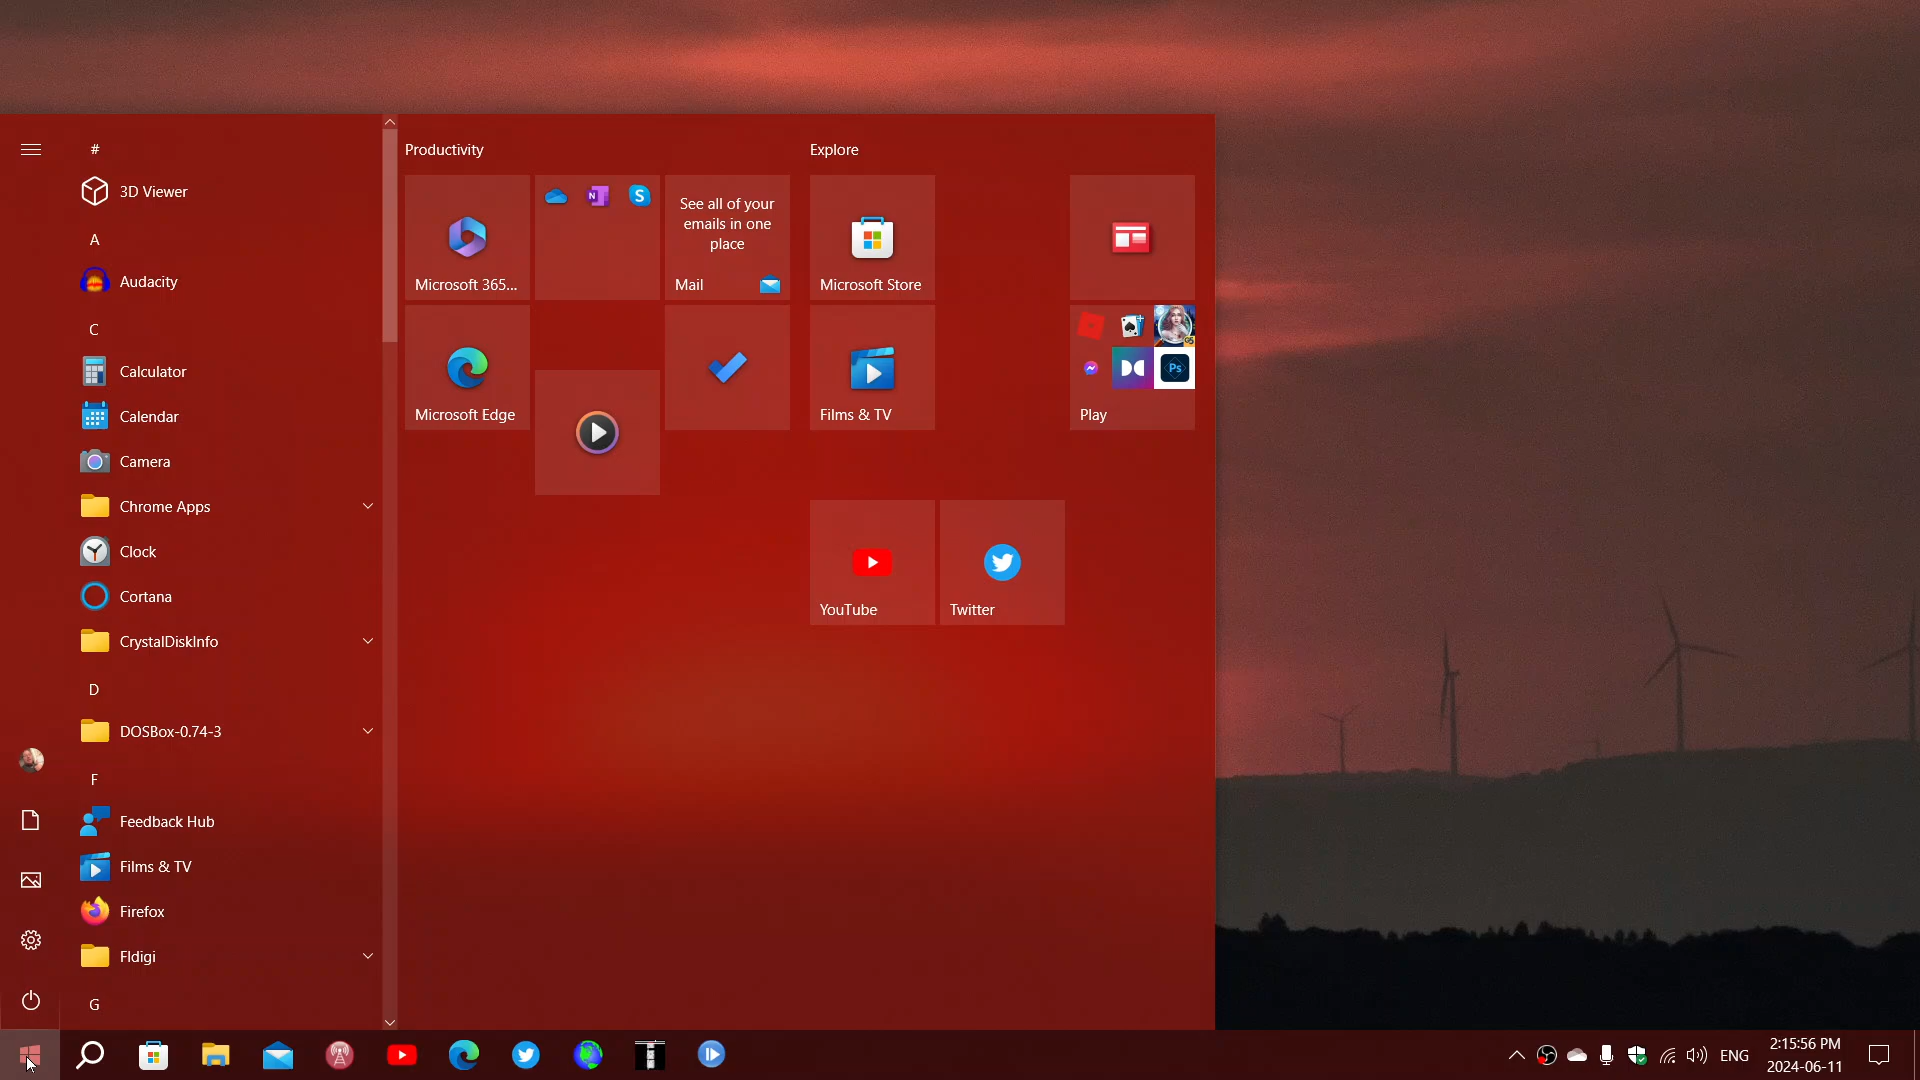 #
3D Viewer
A
Audacity
C
Calculator
Calendar
Camera
Chrome Apps
Clock
Cortana
CrystalDiskInfo
D
DOSBox-0.74-3
F
Feedback Hub
Films & TV
Firefox
Fldigi
G
Productivity
Microsoft 365...
N
S
See all of your
emails in one
place
Mail
Microsoft Edge
Explore
Microsoft Store
Films & TV
G5
Ps
Play
YouTube
Twitter
ENG
2:15:56 PM
2024-06-11